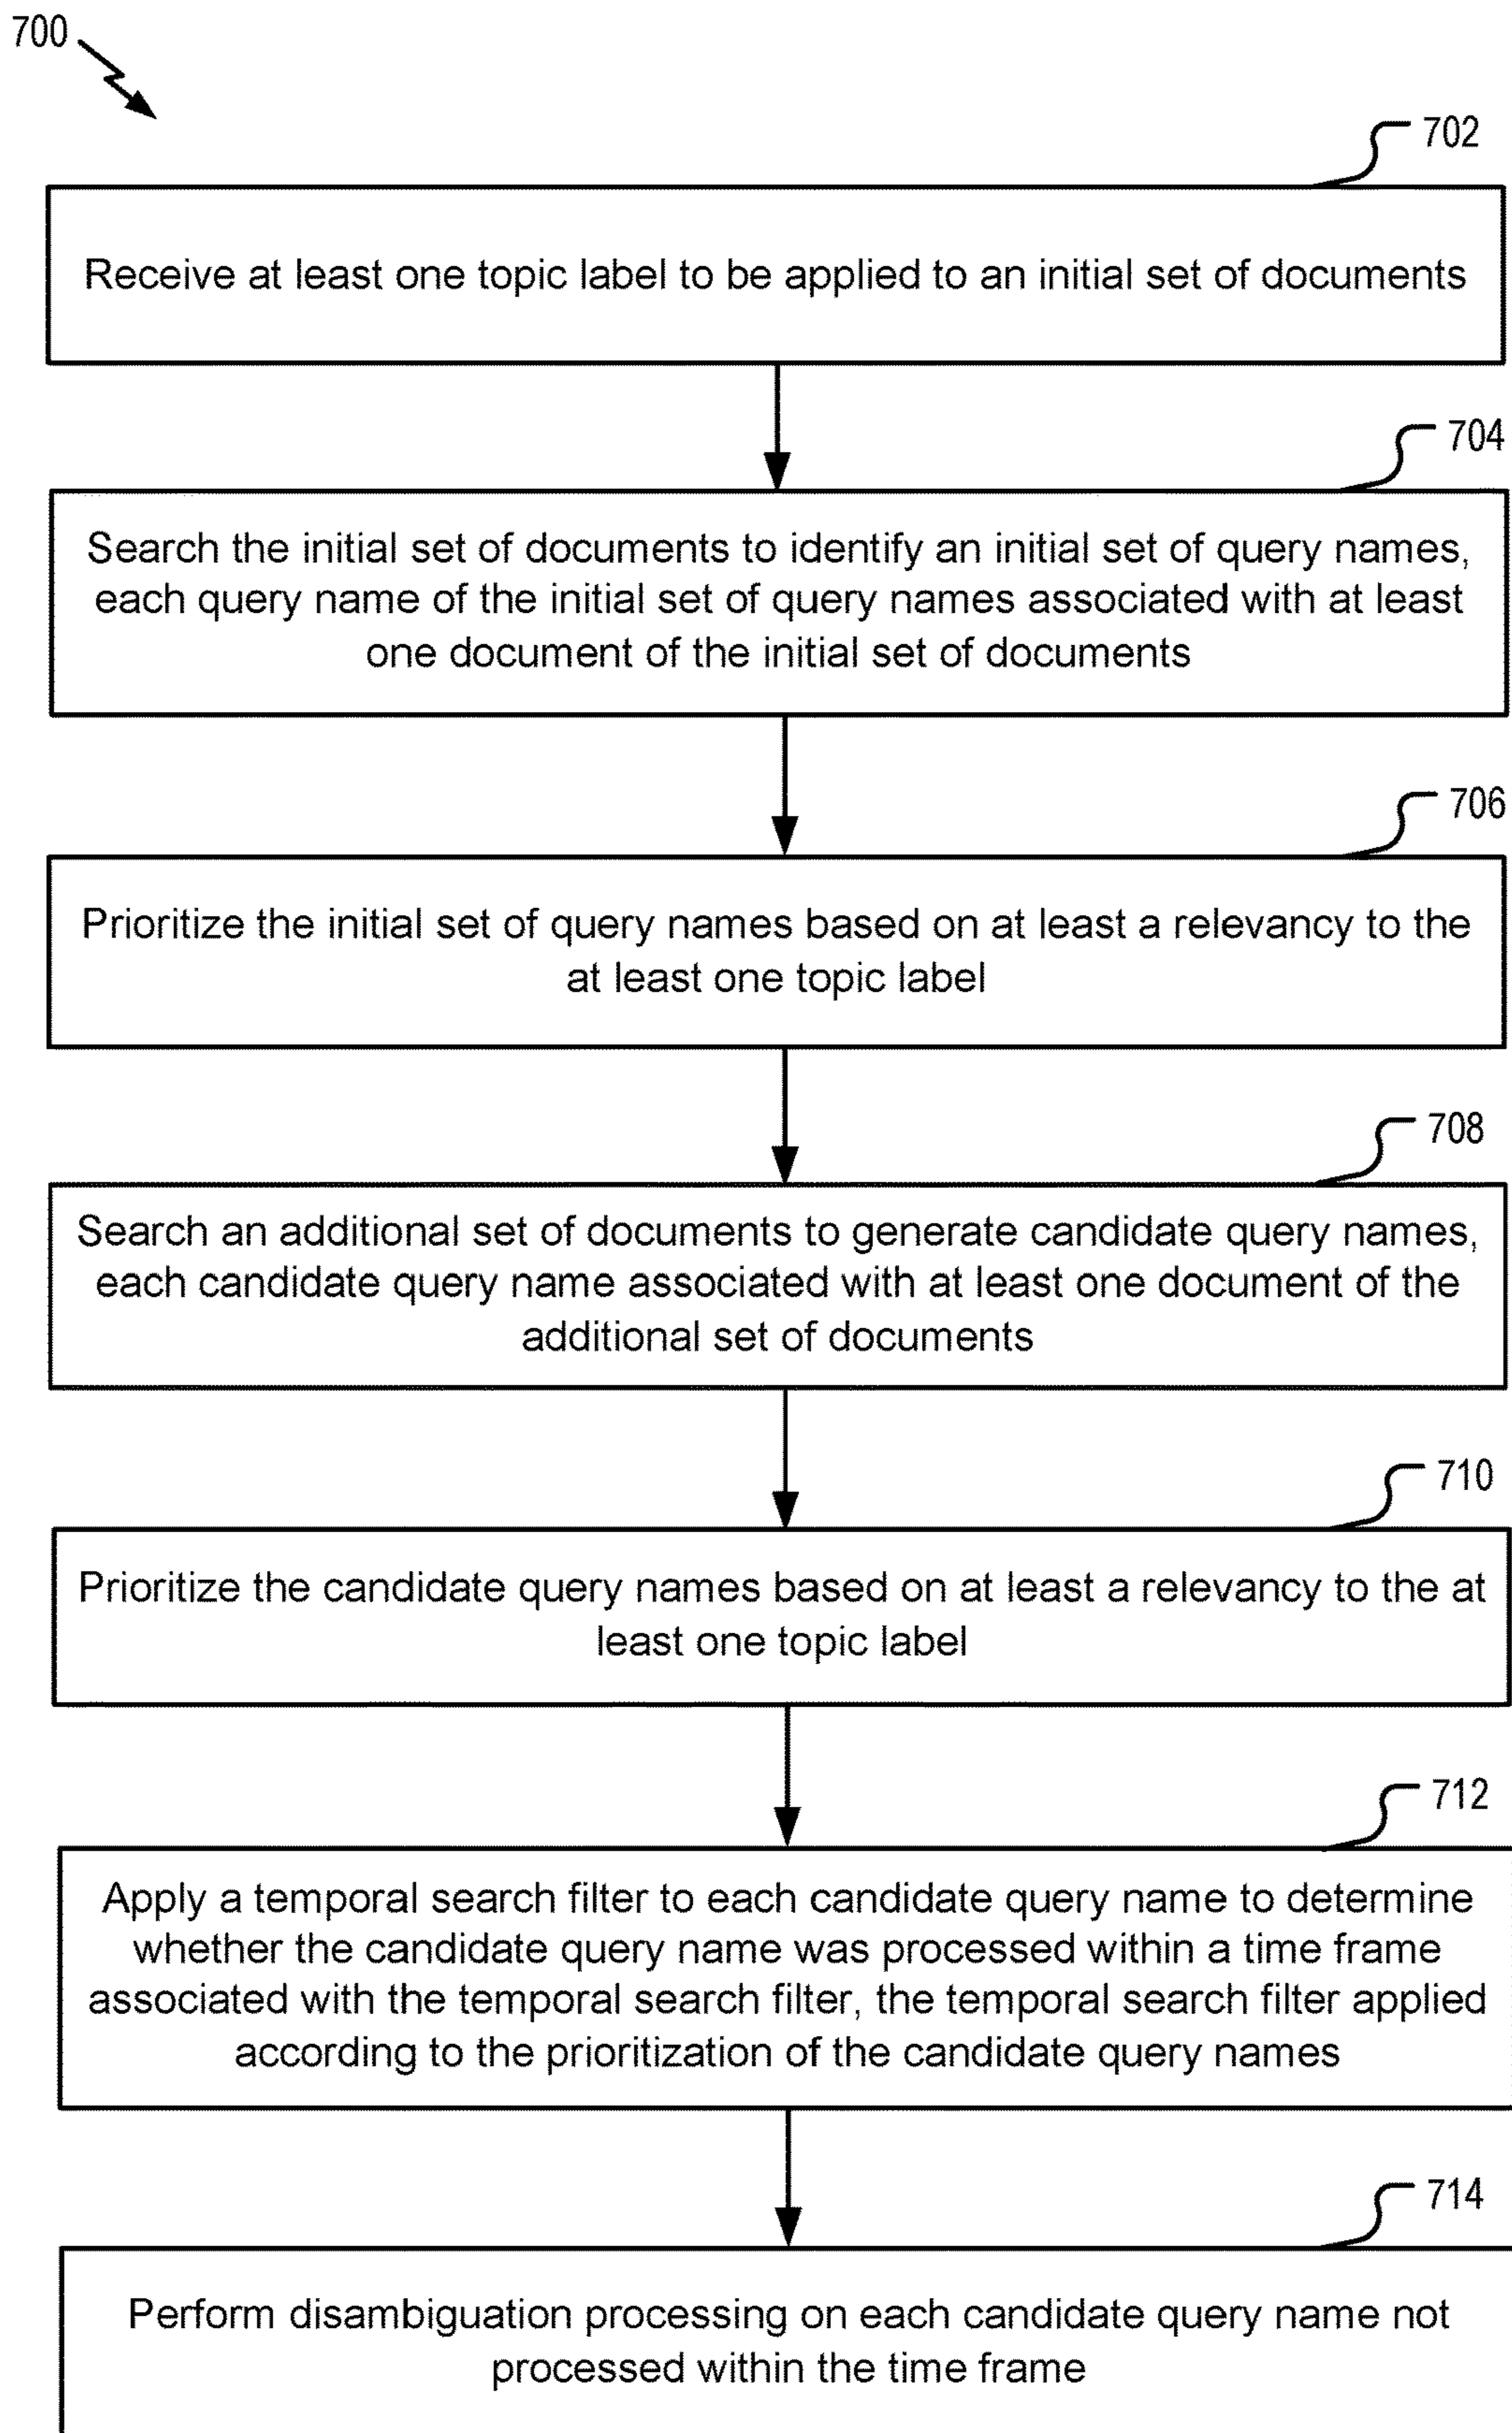 700
702
Receive at least one topic label to be applied to an initial set of documents
704
Search the initial set of documents to identify an initial set of query names,
each query name of the initial set of query names associated with at least
one document of the initial set of documents
706
Prioritize the initial set of query names based on at least a relevancy to the
at least one topic label
708
Search an additional set of documents to generate candidate query names,
each candidate query name associated with at least one document of the
additional set of documents
710
Prioritize the candidate query names based on at least a relevancy to the at
least one topic label
712
Apply a temporal search filter to each candidate query name to determine
whether the candidate query name was processed within a time frame
associated with the temporal search filter, the temporal search filter applied
according to the prioritization of the candidate query names
714
Perform disambiguation processing on each candidate query name not
processed within the time frame